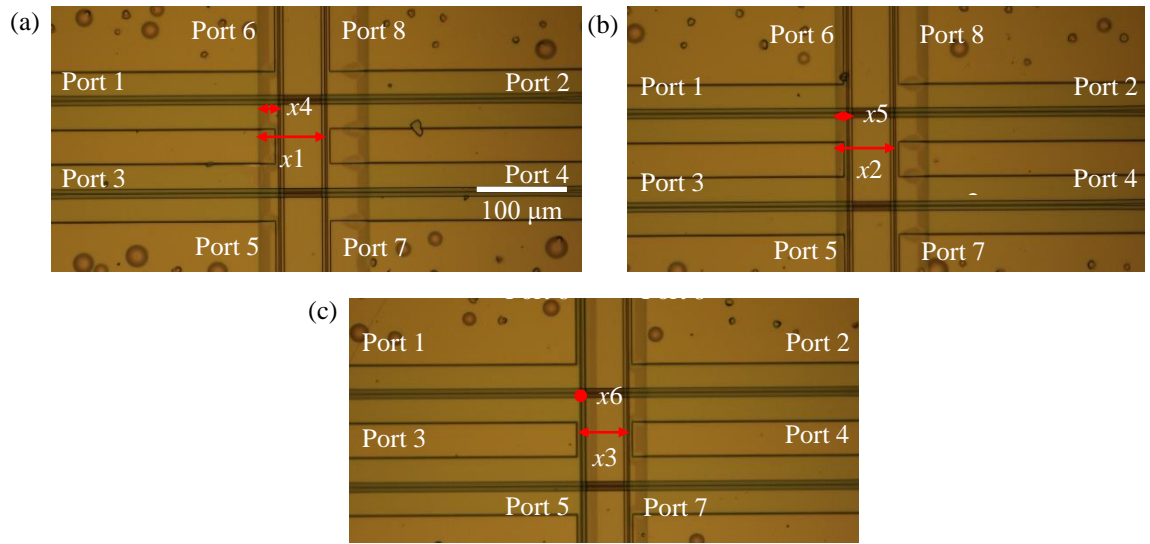 (a)
Port 6
Port 8
Port 1
Port 2
x4
x1
Port 3
Port 4
100 μm
Port 5
Port 7
(b)
Port 6
Port 8
Port 1
Port 2
x5
x2
Port 3
Port 4
Port 5
Port 7
(c)
Port 1
Port 2
x6
Port 3
Port 4
x3
Port 5
Port 7